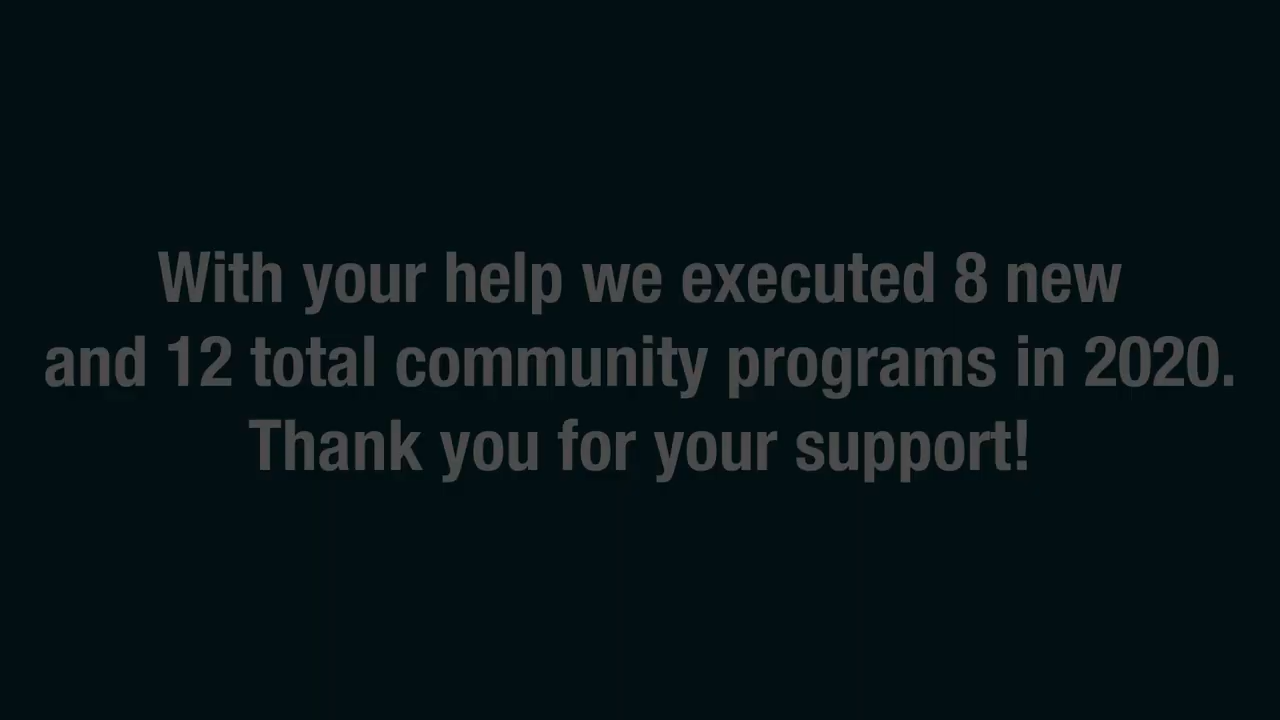 With your help we executed 8 new
and 12 total community programs in 2020.
Thank you for your support!